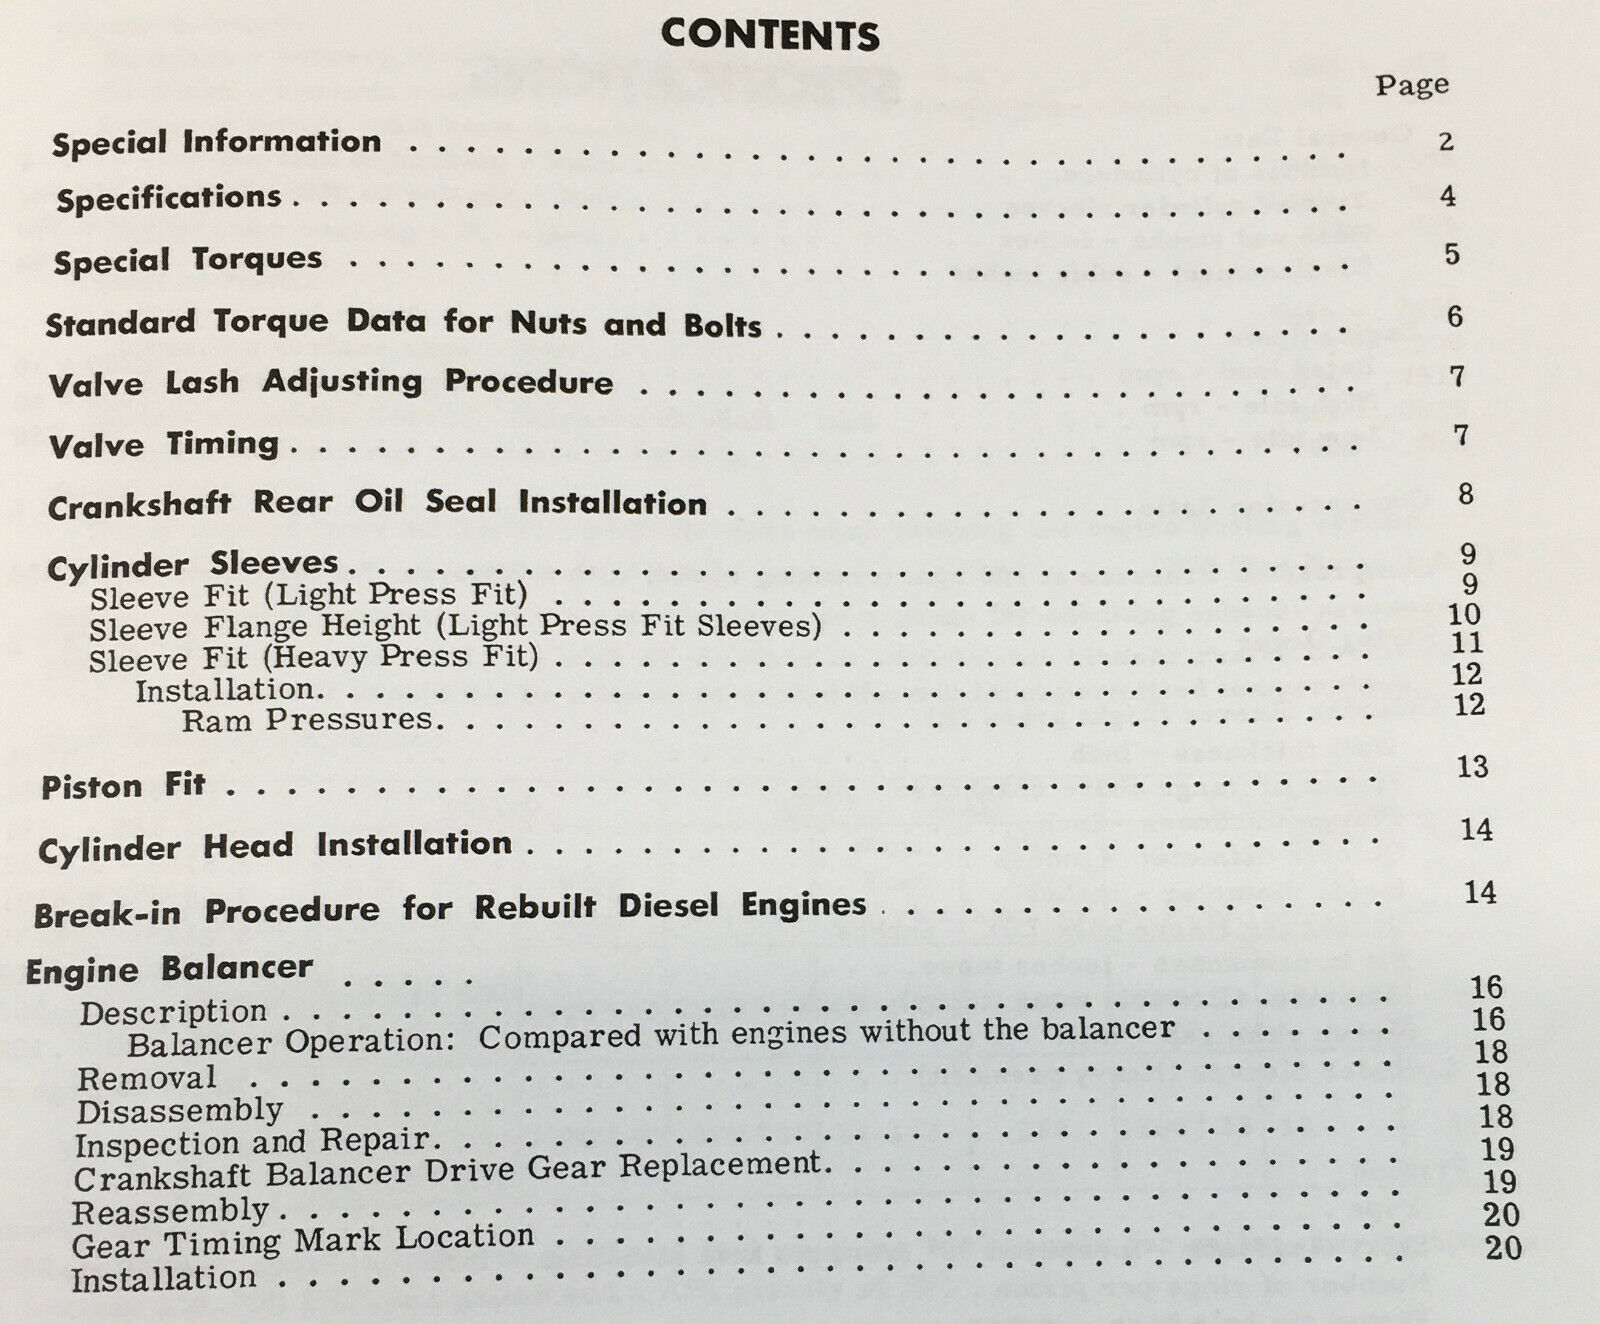 CONTENTS
Page
Special Information . . . . . . . . . . . . . . . . . . . . . . . . . . . . . . . 2
Specifications . . . . . . . . . . . . . . . . . . . . . . . . . . . . . . . . . . . 4
Special Torques . . . . . . . . . . . . . . . . . . . . . . . . . . . . . . . . . . 5
Standard Torque Data for Nuts and Bolts . . . . . . . . . . . . . . . . . . . 6
Valve Lash Adjusting Procedure . . . . . . . . . . . . . . . . . . . . . . . . 7
Valve Timing . . . . . . . . . . . . . . . . . . . . . . . . . . . . . . . . . . . 7
Crankshaft Rear Oil Seal Installation . . . . . . . . . . . . . . . . . . . . . 8
Cylinder Sleeves . . . . . . . . . . . . . . . . . . . . . . . . . . . . . . . . . 9
Sleeve Fit (Light Press Fit) . . . . . . . . . . . . . . . . . . . . . . . . . . . 9
Sleeve Flange Height (Light Press Fit Sleeves) . . . . . . . . . . . . . . . . . 10
Sleeve Fit (Heavy Press Fit) . . . . . . . . . . . . . . . . . . . . . . . . . . . 11
Installation . . . . . . . . . . . . . . . . . . . . . . . . . . . . . . . . . . . 12
Ram Pressures . . . . . . . . . . . . . . . . . . . . . . . . . . . . . . . 12
Piston Fit . . . . . . . . . . . . . . . . . . . . . . . . . . . . . . . . . . . . . 13
Cylinder Head Installation . . . . . . . . . . . . . . . . . . . . . . . . . . . . 14
Break-in Procedure for Rebuilt Diesel Engines . . . . . . . . . . . . . . . . . 14
Engine Balancer . . . . .
Description . . . . . . . . . . . . . . . . . . . . . . . . . . . . . . . . . . . . . 16
Balancer Operation: Compared with engines without the balancer . . . . . . . 16
Removal . . . . . . . . . . . . . . . . . . . . . . . . . . . . . . . . . . . . . . 18
Disassembly . . . . . . . . . . . . . . . . . . . . . . . . . . . . . . . . . . . . 18
Inspection and Repair . . . . . . . . . . . . . . . . . . . . . . . . . . . . . . . . 18
Crankshaft Balancer Drive Gear Replacement . . . . . . . . . . . . . . . . . . . 19
Reassembly . . . . . . . . . . . . . . . . . . . . . . . . . . . . . . . . . . . . . 19
Gear Timing Mark Location . . . . . . . . . . . . . . . . . . . . . . . . . . . . 20
Installation . . . . . . . . . . . . . . . . . . . . . . . . . . . . . . . . . . . . . 20